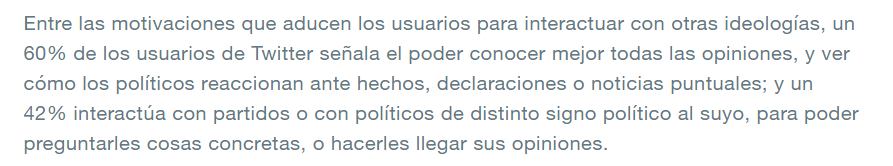 Entre las motivaciones que aducen los usuarios para interactuar con otras ideologías, un
60% de los usuarios de Twitter señala el poder conocer mejor todas las opiniones, y ver
cómo los políticos reaccionan ante hechos, declaraciones o noticias puntuales; y un
42% interactúa con partidos o con políticos de distinto signo político al suyo, para poder
preguntarles cosas concretas, o hacerles llegar sus opiniones.